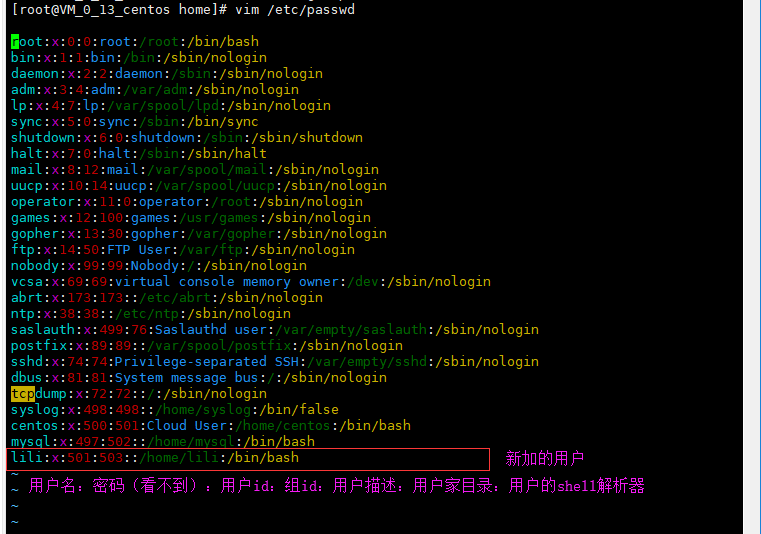 [root@VM_0_13_centos home]# vim /etc/passwd
root:x:0:0:root:/root:/bin/bash
bin:x:1:1:bin:/bin:/sbin/nologin
daemon:x:2:2:daemon:/sbin:/sbin/nologin
adm:x:3:4:adm:/var/adm:/sbin/nologin
lp:x:4:7:lp:/var/spool/lpd:/sbin/nologin
sync:x:5:0:sync:/sbin:/bin/sync
shutdown:x:6:0:shutdown:/sbin:/sbin/shutdown
halt:x:7:0:halt:/sbin:/sbin/halt
mail:x:8:12:mail:/var/spool/mail:/sbin/nologin
uucp:x:10:14:uucp:/var/spool/uucp:/sbin/nologin
operator:x:11:0:operator:/root:/sbin/nologin
games:x:12:100:games:/usr/games:/sbin/nologin
gopher:x:13:30:gopher:/var/gopher:/sbin/nologin
ftp:x:14:50:FTP User:/var/ftp:/sbin/nologin
nobody:x:99:99:Nobody:/:/sbin/nologin
vcsa:x:69:69:virtual console memory owner:/dev:/sbin/nologin
abrt:x:173:173::/etc/abrt:/sbin/nologin
ntp:x:38:38::/etc/ntp:/sbin/nologin
saslauth:x:499:76:Saslauthd user:/var/empty/saslauth:/sbin/nologin
postfix:x:89:89::/var/spool/postfix:/sbin/nologin
sshd:x:74:74:Privilege-separated SSH:/var/empty/sshd:/sbin/nologin
dbus:x:81:81:System message bus:/:/sbin/nologin
tcpdump:x:72:72::/:/sbin/nologin
syslog:x:498:498::/home/syslog:/bin/false
centos:x:500:501:Cloud User:/home/centos:/bin/bash
mysql:x:497:502::/home/mysql:/bin/bash
lili:x:501:503::/home/lili:/bin/bash 新加的用户
~
~ 用户名：密码（看不到）：用户id：组id：用户描述：用户家目录：用户的shell解析器
~
~